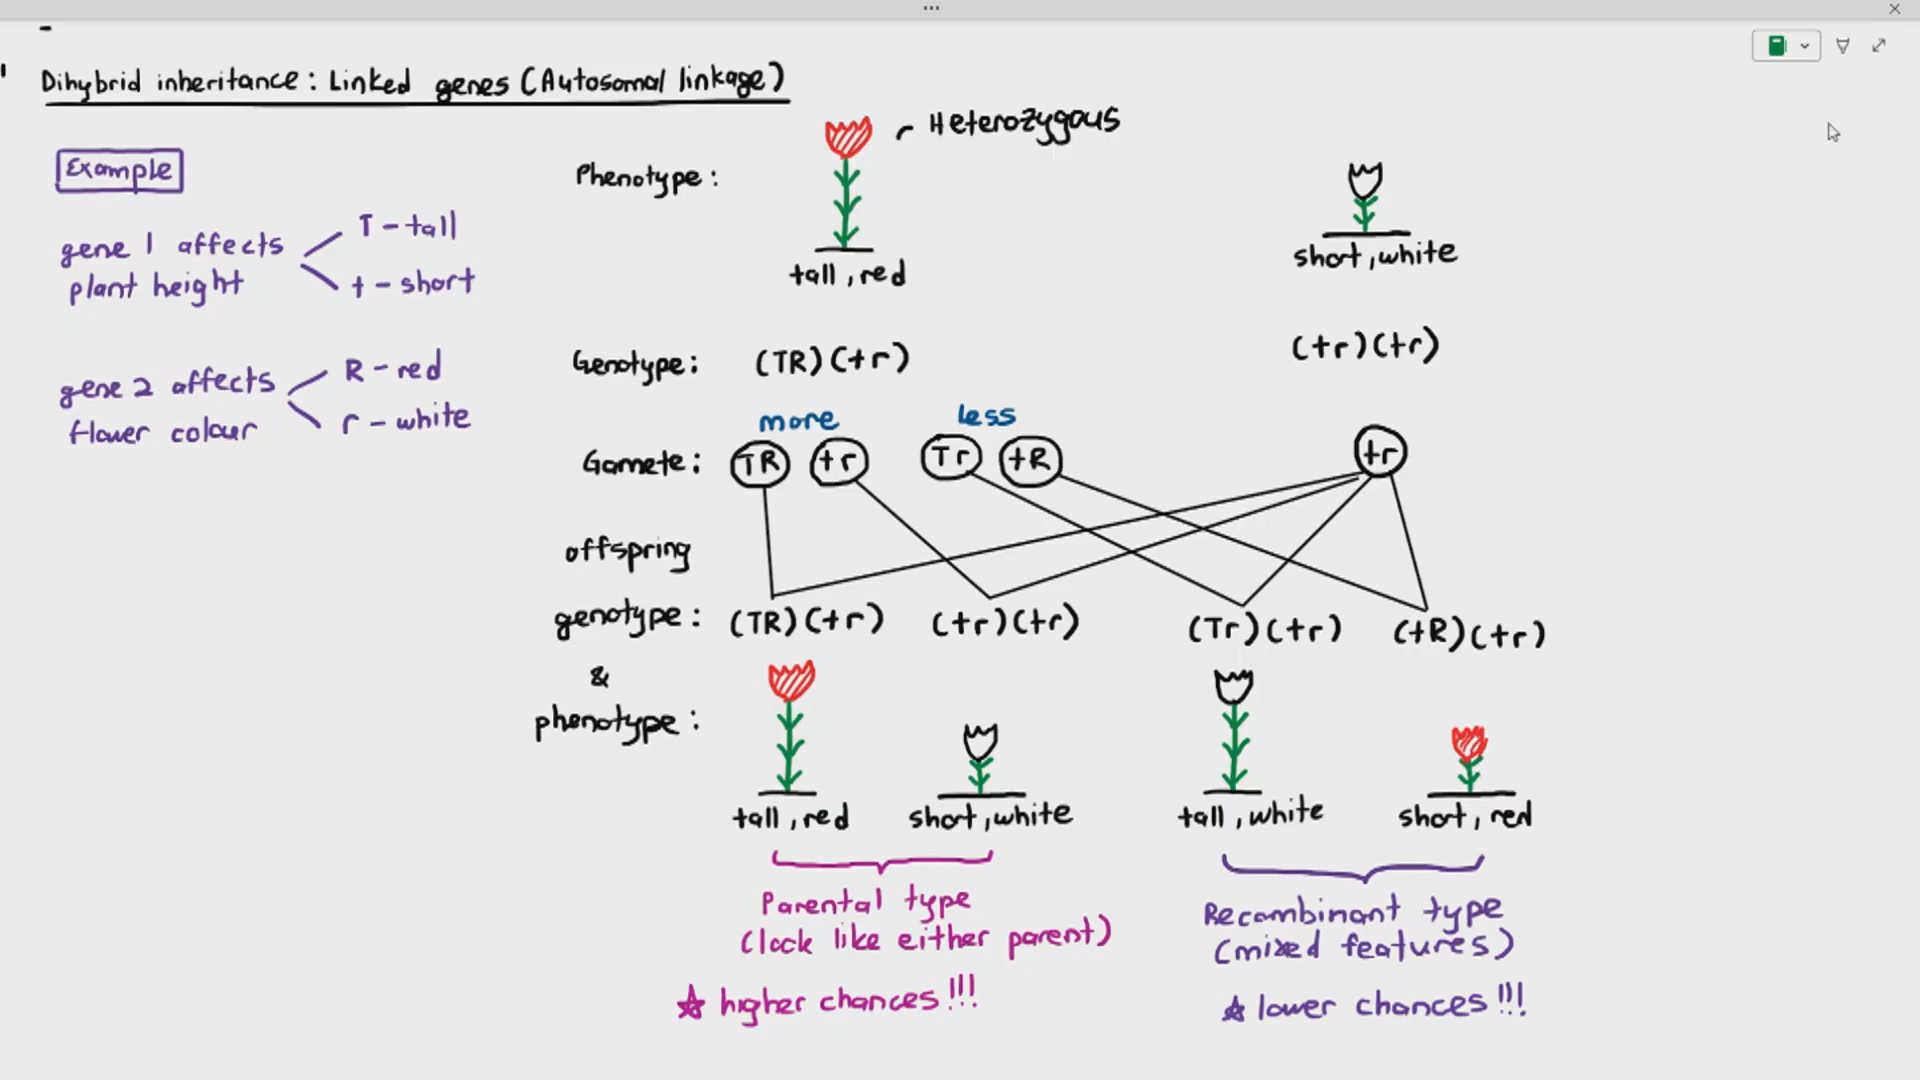 Dihybrid inheritance: Linked genes (Autosomal linkage)
Example
gene 1 affects plant height
T - tall
t - short
gene 2 affects flower colour
R - red
r - white
Phenotype:
Heterozygous
tall, red
short, white
Genotype: (TR)(tr)
(tr)(tr)
more
less
Gamete: TR tr Tr tR
tr
offspring
genotype: (TR)(tr) (tr)(tr) (Tr)(tr) (tR)(tr)
&
phenotype:
tall, red
short, white
tall, white
short, red
Parental type
(look like either parent)
☆ higher chances!!!
Recombinant type
(mixed features)
☆ lower chances!!!